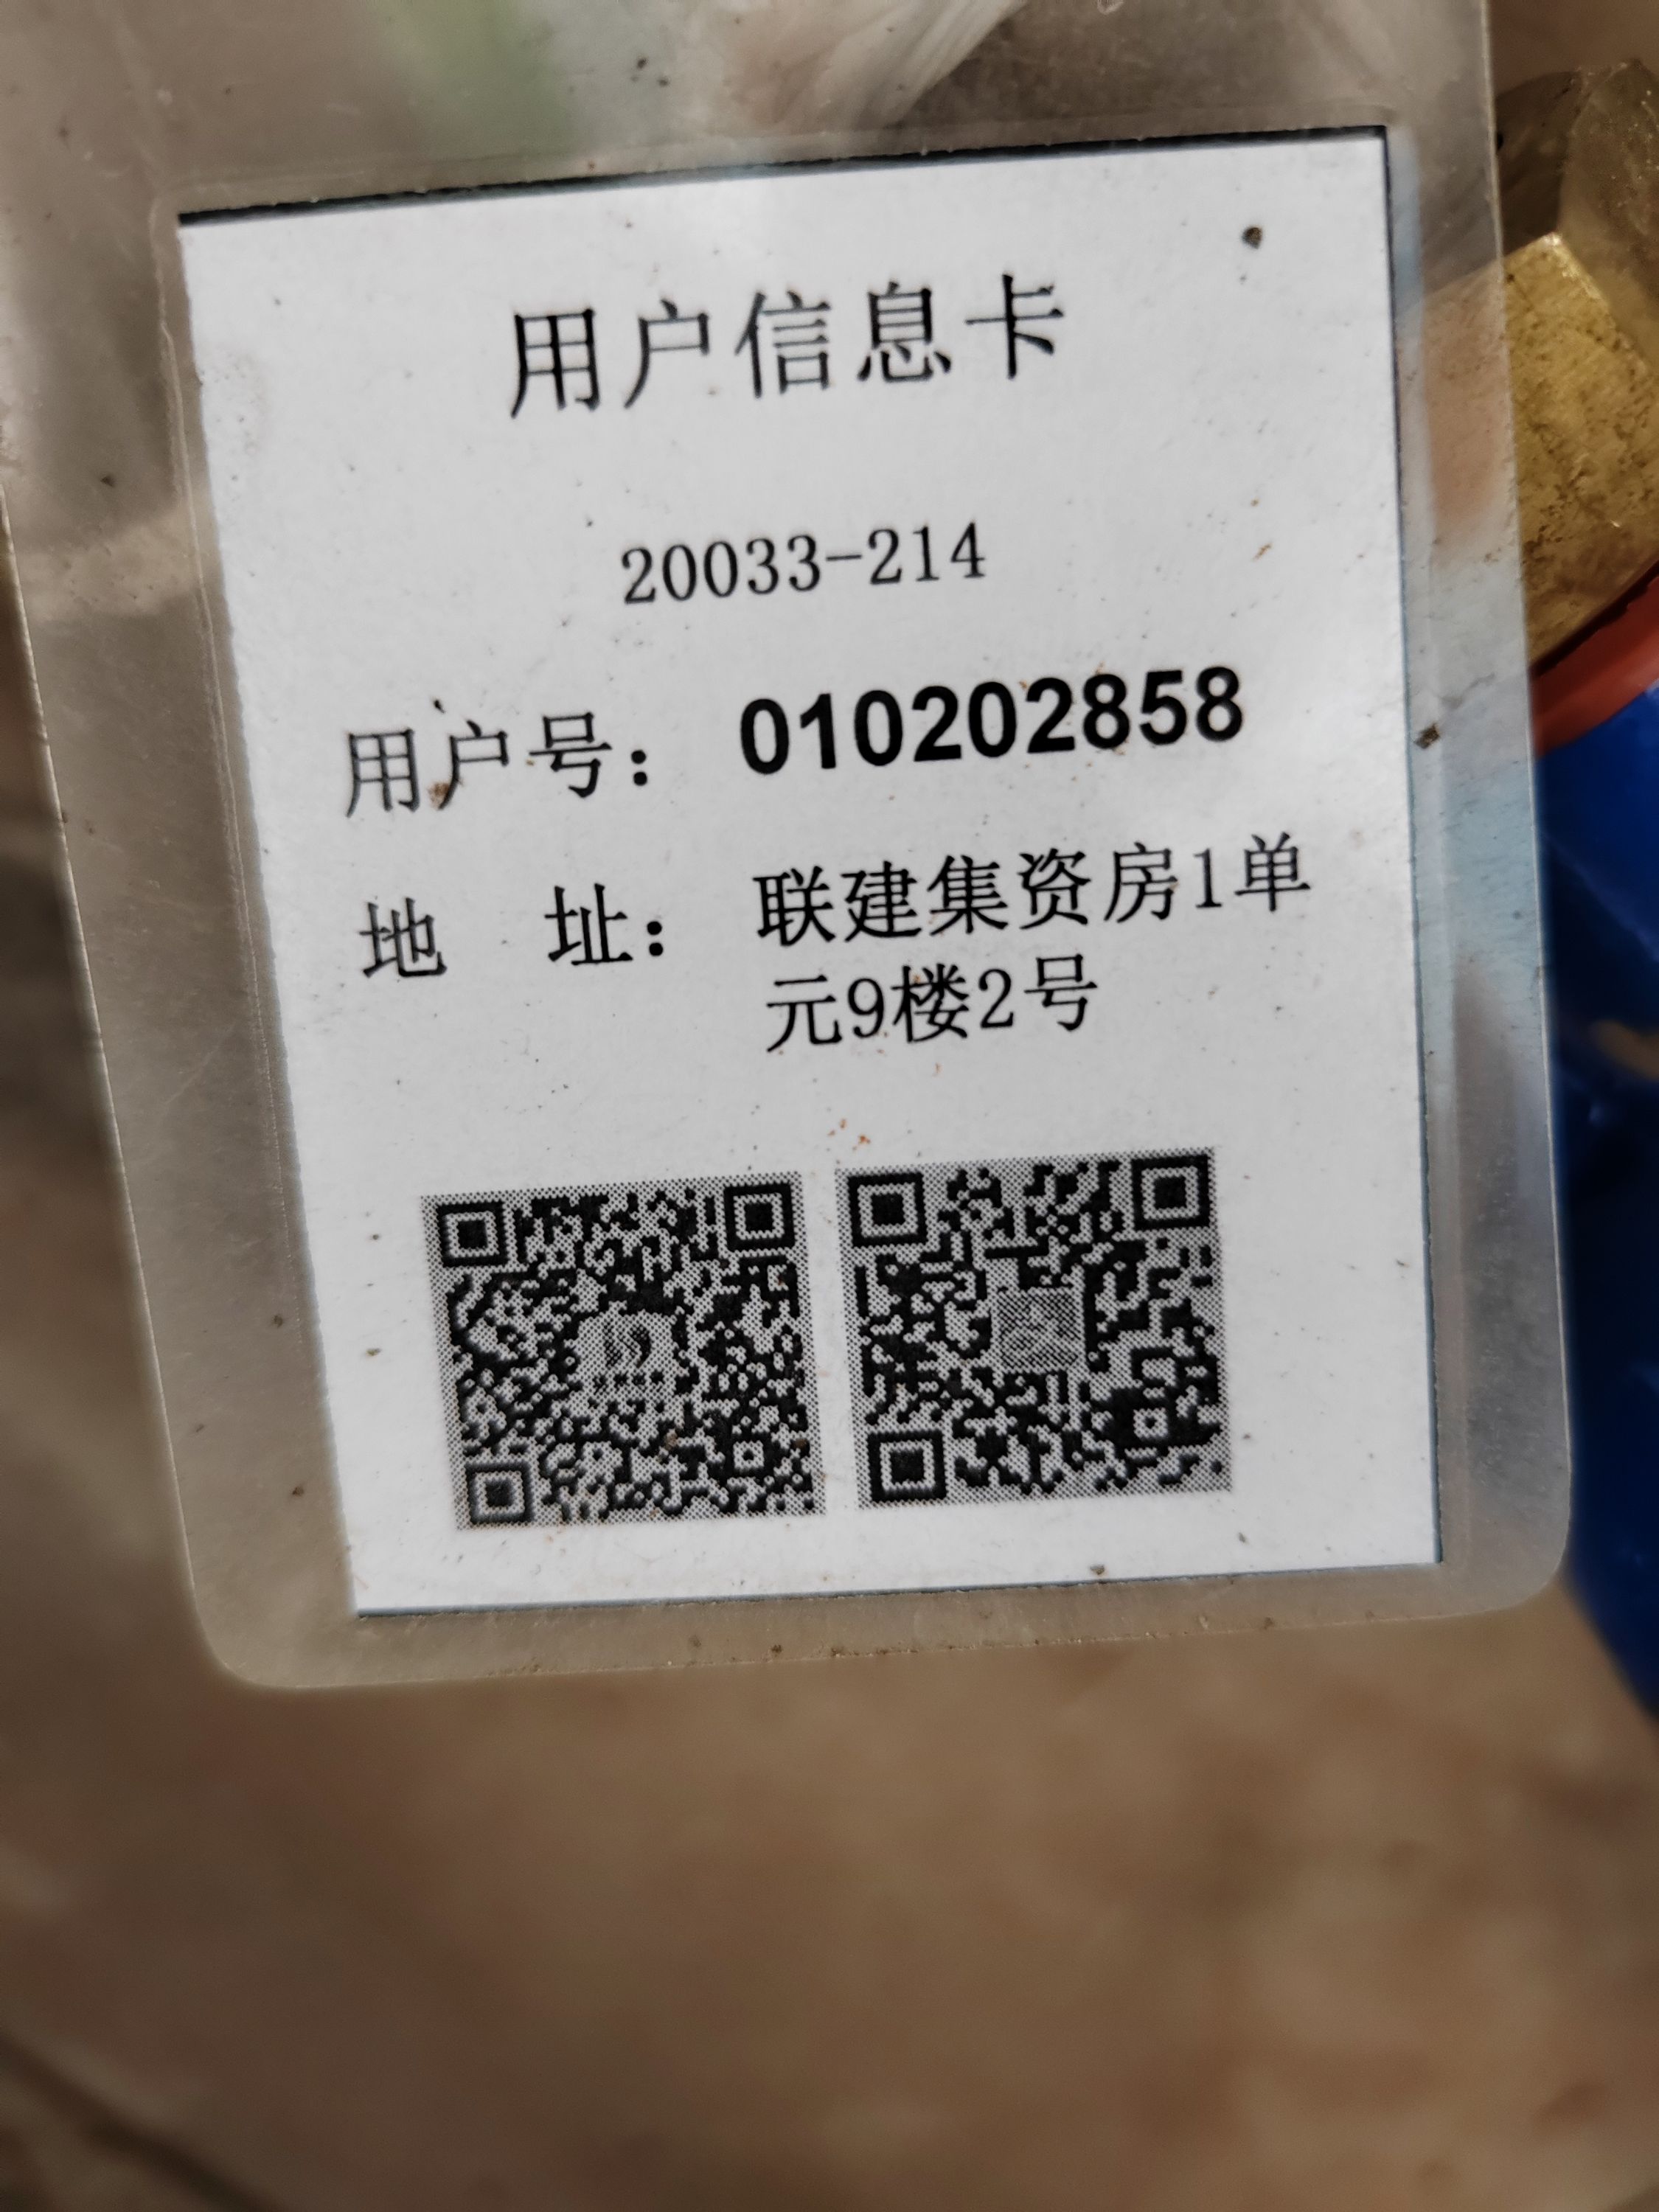 用户信息卡
20033-214
用户号： 010202858
地 址： 联建集资房1单
元9楼2号